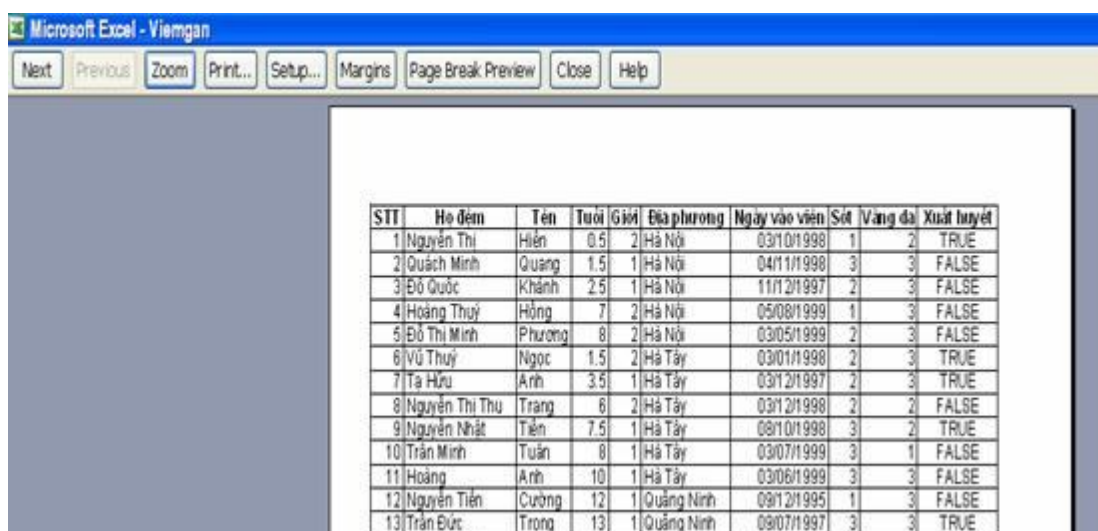 Microsoft Excel - Viemgan
Next Previous Zoom Print... Setup... Margins Page Break Preview Close Help
STT Họ đệm Tên Tuổi Giới Địa phương Ngày vào viện Sốt Vàng da Xuất huyết
1 Nguyễn Thị Hiền 0.5 2 Hà Nội 03/10/1998 1 2 TRUE
2 Quách Minh Quang 1.5 1 Hà Nội 04/11/1998 3 3 FALSE
3 Đỗ Quốc Khánh 2.5 1 Hà Nội 11/12/1997 2 3 FALSE
4 Hoàng Thuý Hồng 7 2 Hà Nội 05/08/1999 1 3 FALSE
5 Đỗ Thị Minh Phương 8 2 Hà Nội 03/05/1999 2 3 FALSE
6 Vũ Thuý Ngọc 1.5 2 Hà Tây 03/01/1998 2 3 TRUE
7 Tạ Hữu Anh 3.5 1 Hà Tây 03/12/1997 2 3 TRUE
8 Nguyễn Thị Thu Trang 6 2 Hà Tây 03/12/1998 2 2 FALSE
9 Nguyễn Nhật Tiến 7.5 1 Hà Tây 08/10/1998 3 2 TRUE
10 Trần Minh Tuấn 8 1 Hà Tây 03/07/1999 3 1 FALSE
11 Hoàng Anh 10 1 Hà Tây 03/06/1999 3 3 FALSE
12 Nguyễn Tiến Cường 12 1 Quảng Ninh 09/12/1995 1 3 FALSE
13 Trần Đức Trọng 13 1 Quảng Ninh 09/07/1997 3 3 TRUE